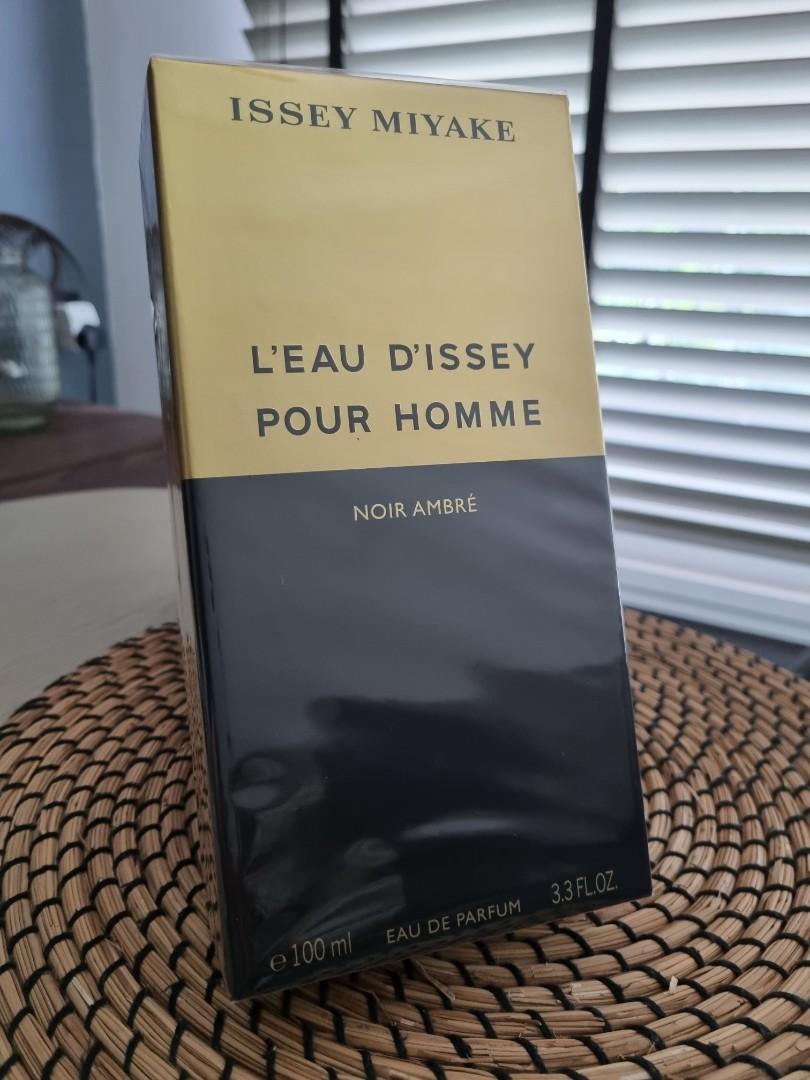 ISSEY MIYAKE
L'EAU D'ISSEY
POUR HOMME
NOIR AMBRÉ
℮ 100 ml EAU DE PARFUM 3.3 FL.OZ.